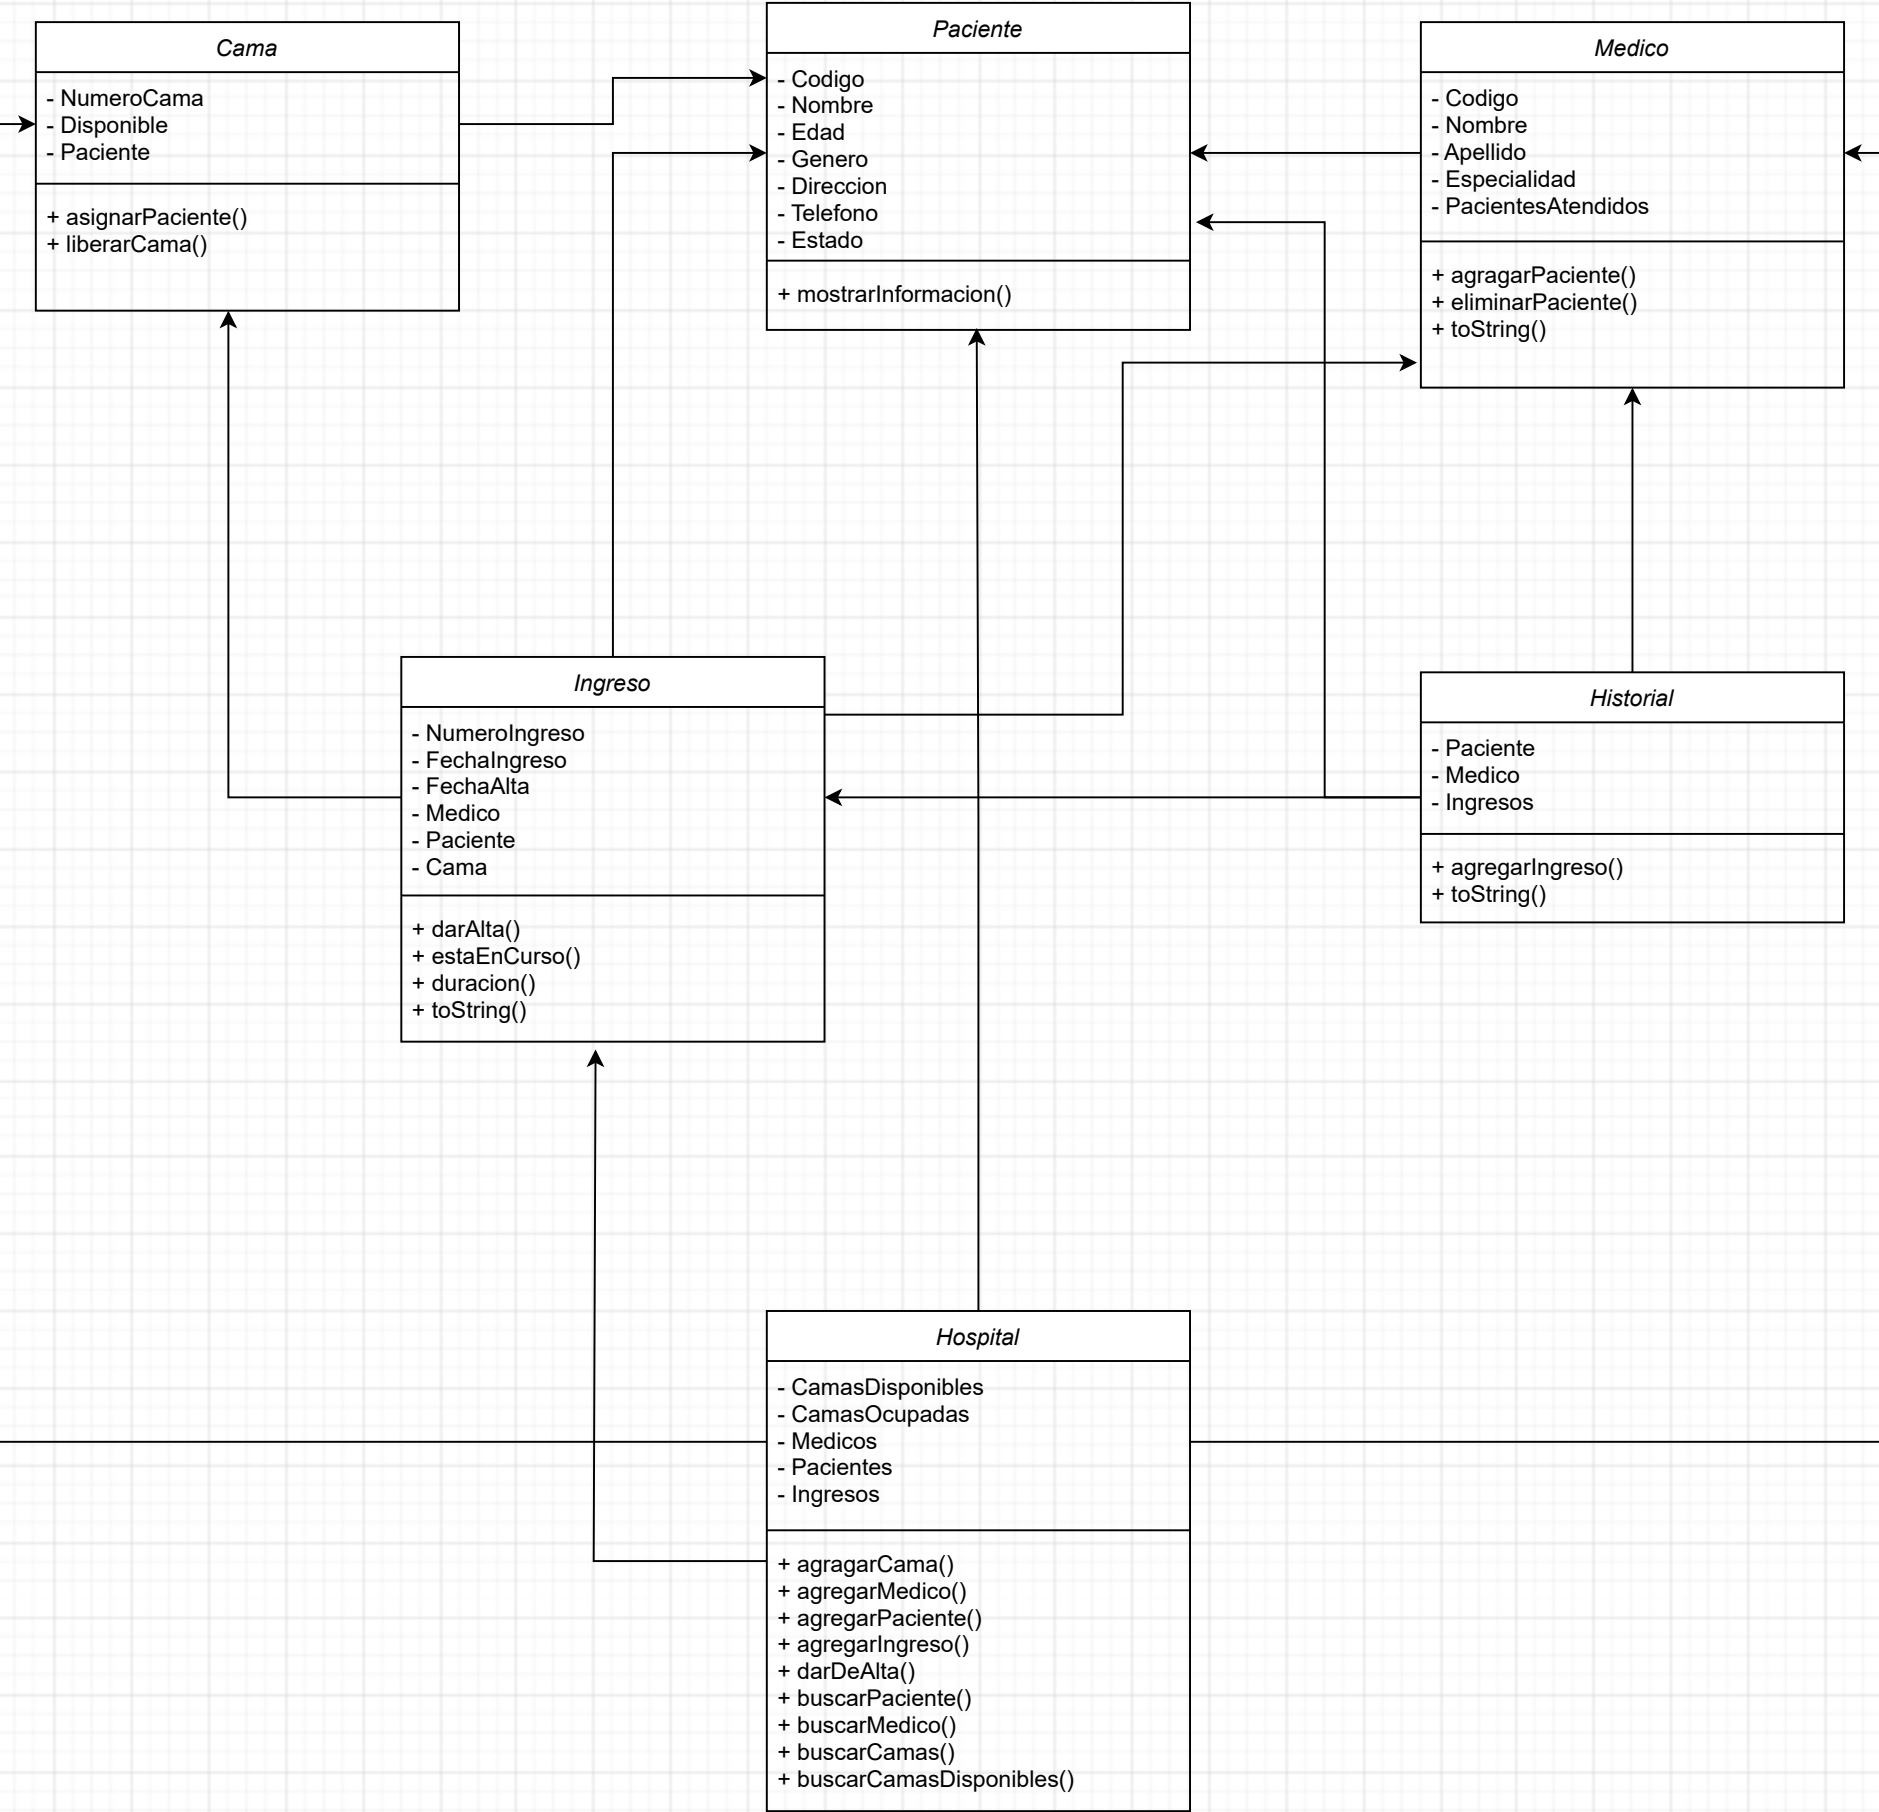 Cama
- NumeroCama
- Disponible
- Paciente
+ asignarPaciente()
+ liberarCama()
Paciente
- Codigo
- Nombre
- Edad
- Genero
- Direccion
- Telefono
- Estado
+ mostrarInformacion()
Medico
- Codigo
- Nombre
- Apellido
- Especialidad
- PacientesAtendidos
+ agragarPaciente()
+ eliminarPaciente()
+ toString()
Ingreso
- NumeroIngreso
- FechaIngreso
- FechaAlta
- Medico
- Paciente
- Cama
+ darAlta()
+ estaEnCurso()
+ duracion()
+ toString()
Historial
- Paciente
- Medico
- Ingresos
+ agregarIngreso()
+ toString()
Hospital
- CamasDisponibles
- CamasOcupadas
- Medicos
- Pacientes
- Ingresos
+ agragarCama()
+ agregarMedico()
+ agregarPaciente()
+ agregarIngreso()
+ darDeAlta()
+ buscarPaciente()
+ buscarMedico()
+ buscarCamas()
+ buscarCamasDisponibles()